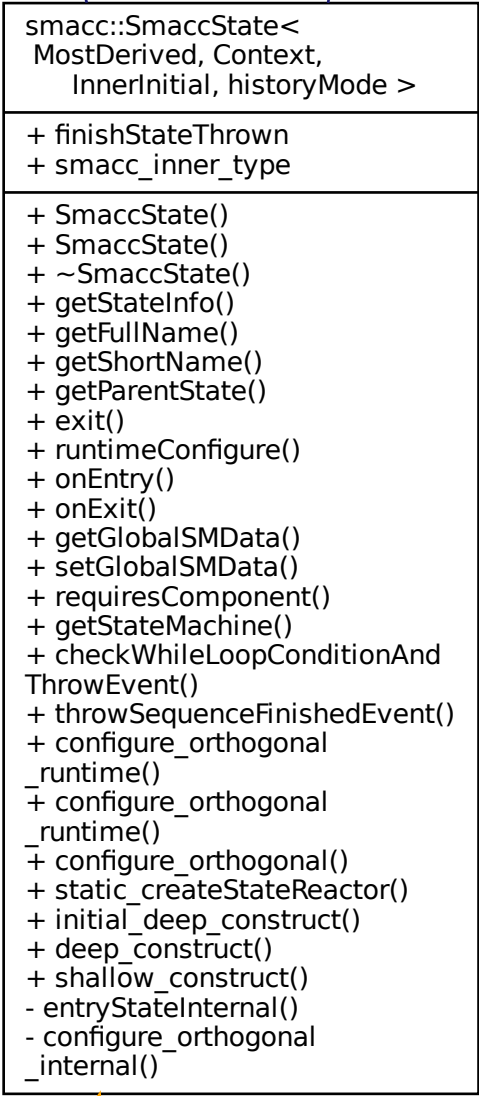 smacc::SmaccState<
MostDerived, Context,
InnerInitial, historyMode >
+ finishStateThrown
+ smacc_inner_type
+ SmaccState()
+ SmaccState()
+ ~SmaccState()
+ getStateInfo()
+ getFullName()
+ getShortName()
+ getParentState()
+ exit()
+ runtimeConfigure()
+ onEntry()
+ onExit()
+ getGlobalSMData()
+ setGlobalSMData()
+ requiresComponent()
+ getStateMachine()
+ checkWhileLoopConditionAnd
ThrowEvent()
+ throwSequenceFinishedEvent()
+ configure_orthogonal
_runtime()
+ configure_orthogonal
_runtime()
+ configure_orthogonal()
+ static_createStateReactor()
+ initial_deep_construct()
+ deep_construct()
+ shallow_construct()
- entryStateInternal()
- configure_orthogonal
_internal()